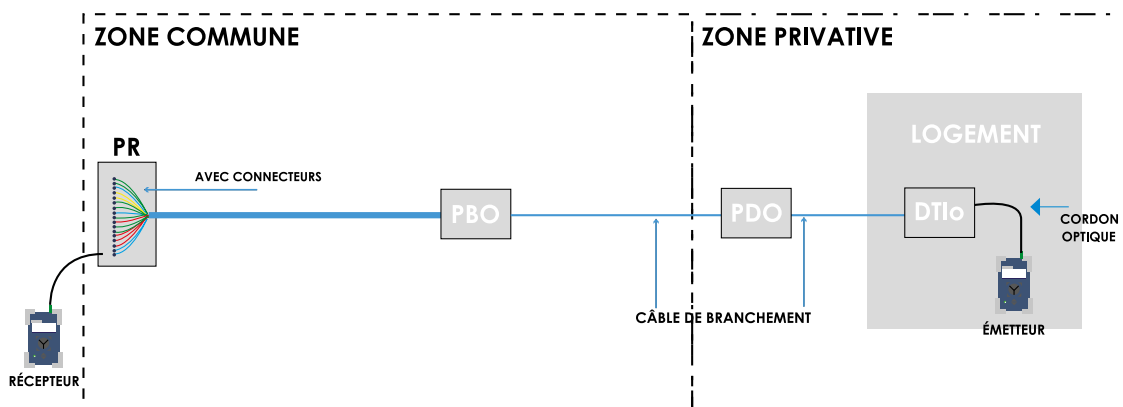 ZONE COMMUNE
ZONE PRIVATIVE
PR
AVEC CONNECTEURS
LOGEMENT
PBO
PDO
DTIo
CORDON
OPTIQUE
CÂBLE DE BRANCHEMENT
ÉMETTEUR
RÉCEPTEUR